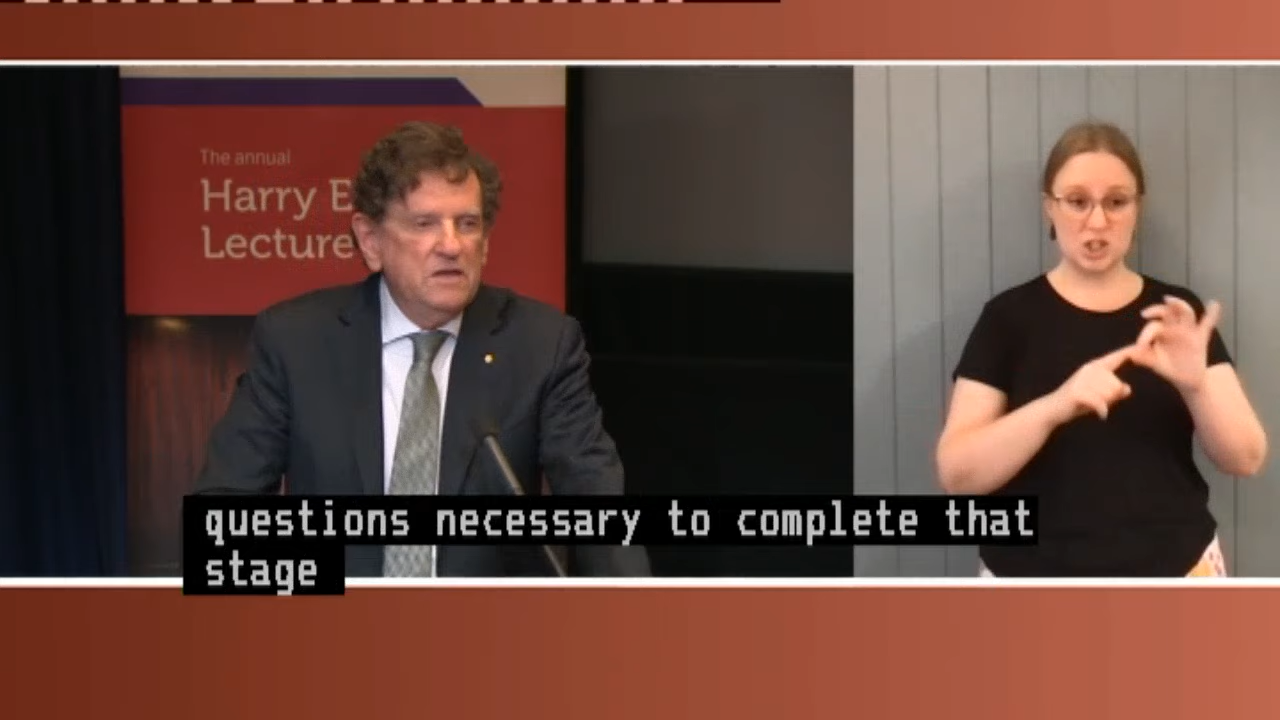 The annual
Harry
Lecture
questions necessary to complete that
stage